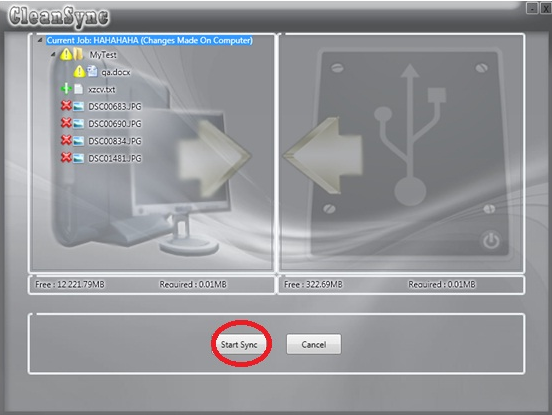 CleanSync
Current Job: HAHAHAHA (Changes Made On Computer)
MyTest
qa.docx
xzcv.txt
DSC00683.JPG
DSC00690.JPG
DSC00834.JPG
DSC01481.JPG
Free : 12,221.79MB Required : 0.01MB Free : 322.69MB Required : 0.01MB
Start Sync Cancel